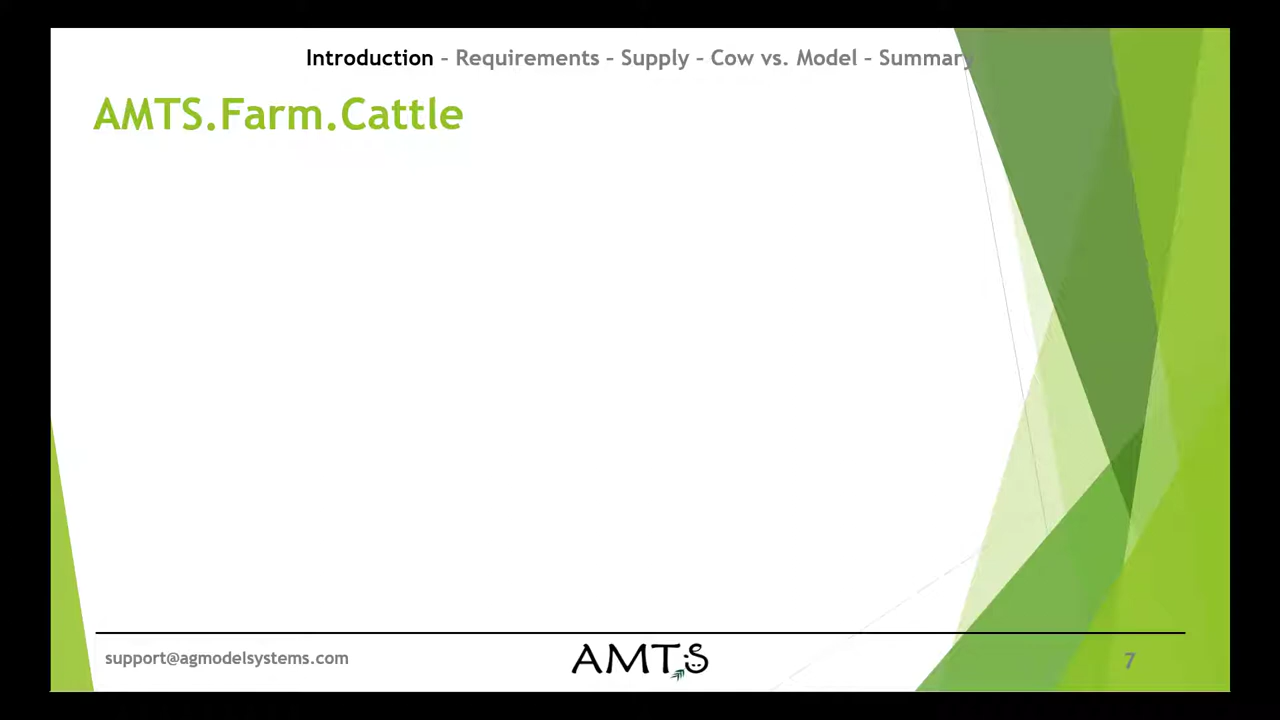 Introduction – Requirements – Supply – Cow vs. Model – Summary
AMTS.Farm.Cattle
support@agmodelsystems.com
AMTS
7